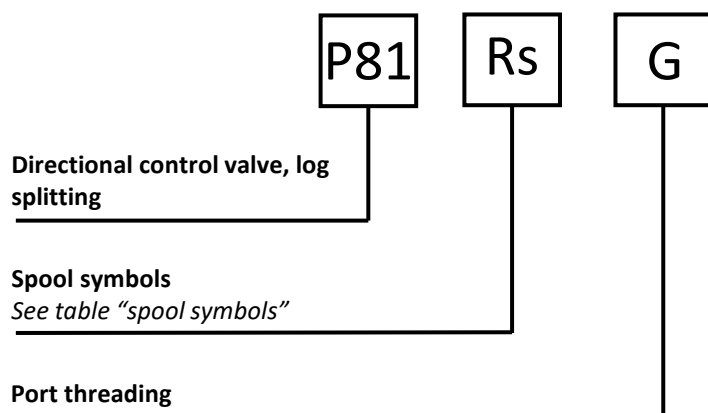 P81 Rs G
Directional control valve, log
splitting
Spool symbols
See table “spool symbols”
Port threading